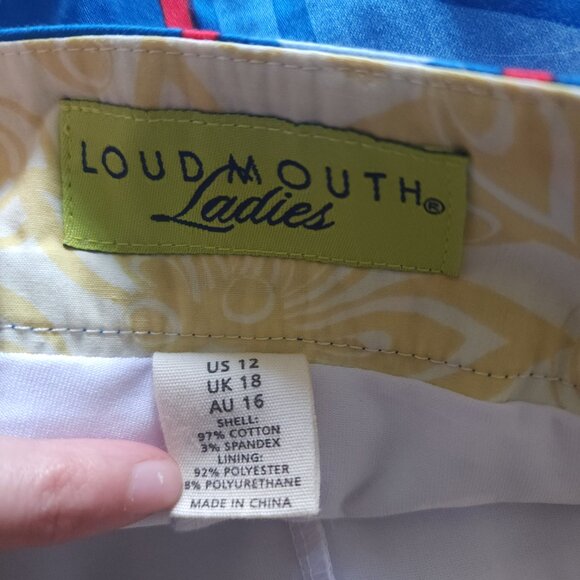 LOUDMOUTH®
Ladies
US 12
UK 18
AU 16
SHELL:
97% COTTON
3% SPANDEX
LINING:
92% POLYESTER
8% POLYURETHANE
MADE IN CHINA